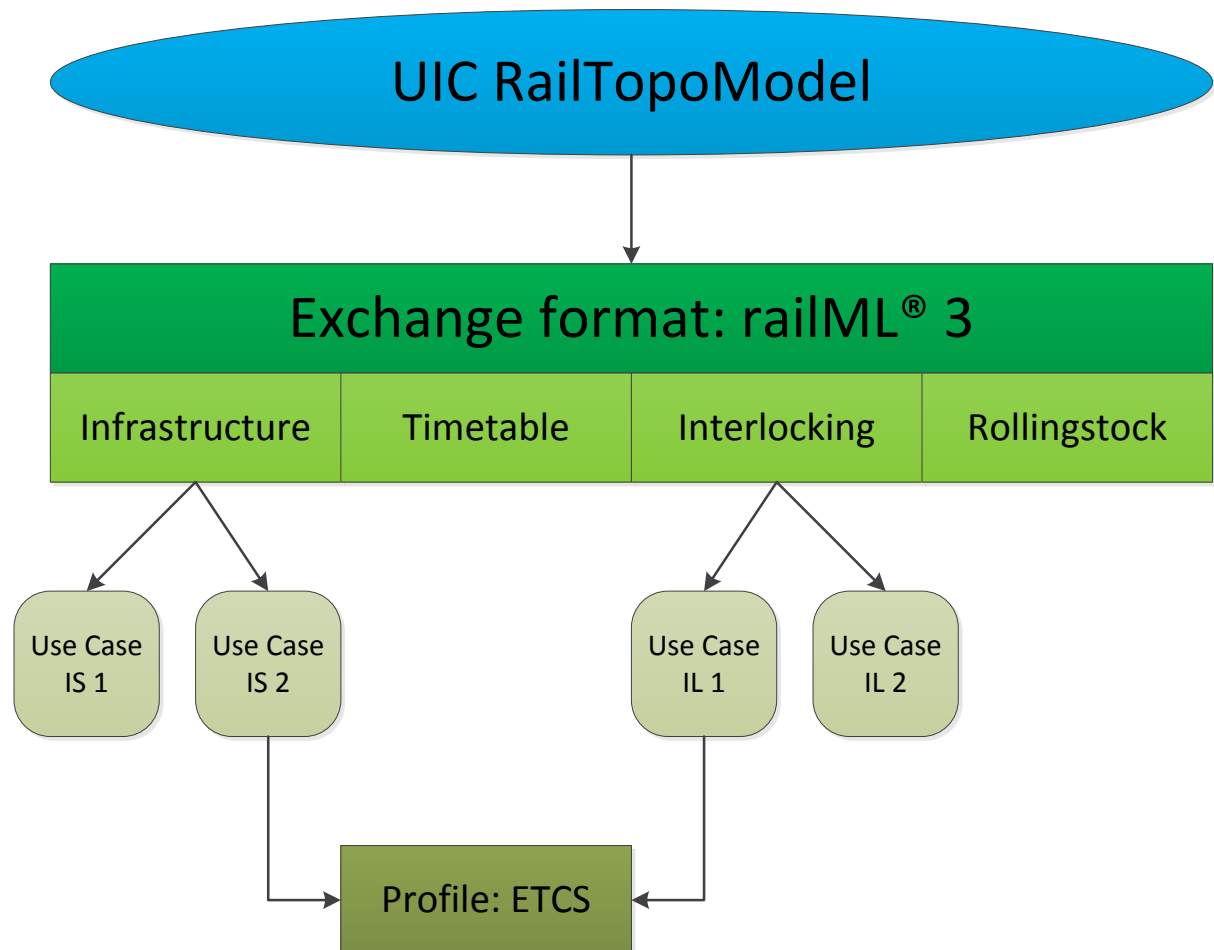 UIC RailTopoModel
Exchange format: railML® 3
Infrastructure
Timetable
Interlocking
Rollingstock
Use Case
IS 1
Use Case
IS 2
Use Case
IL 1
Use Case
IL 2
Profile: ETCS